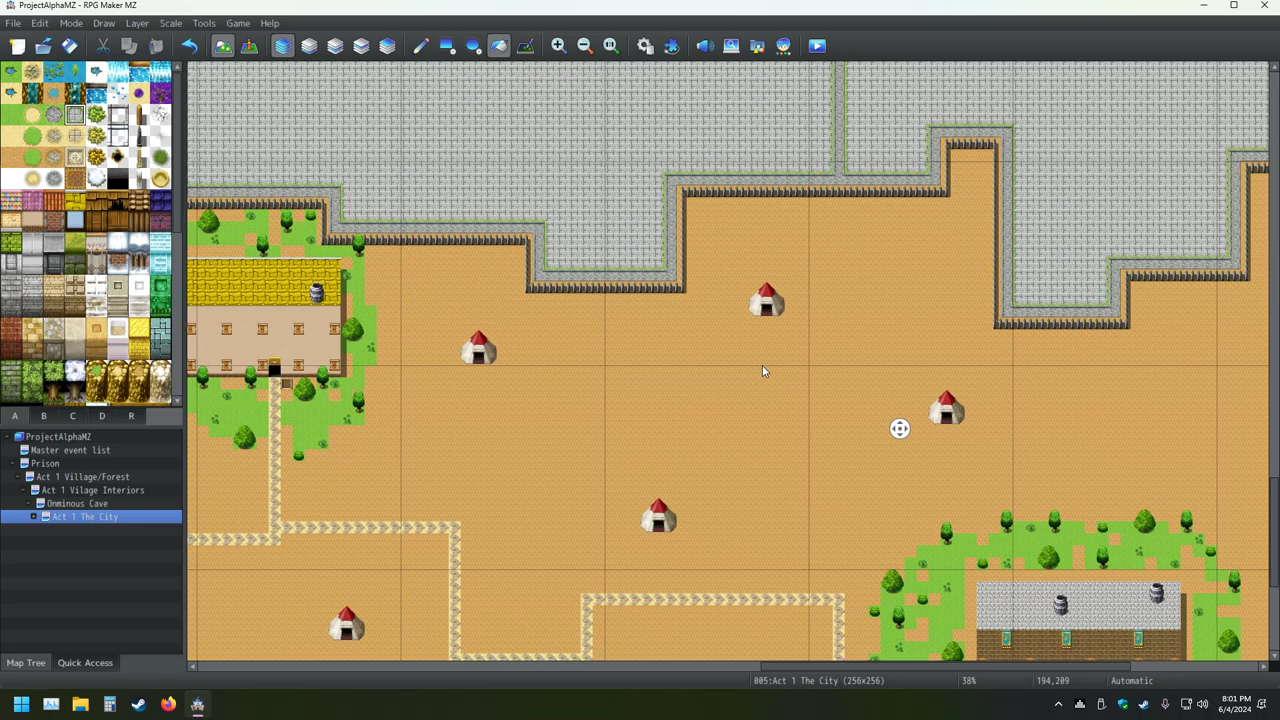 ProjectAlphaMZ - RPG Maker MZ
File Edit Mode Draw Layer Scale Tools Game Help
A B C D R
ProjectAlphaMZ
Master event list
Prison
Act 1 Village/Forest
Act 1 Vilage Interiors
Onminous Cave
Act 1 The City
Map Tree Quick Access
005:Act 1 The City (256x256) 38% 194,209 Automatic
8:01 PM
6/4/2024